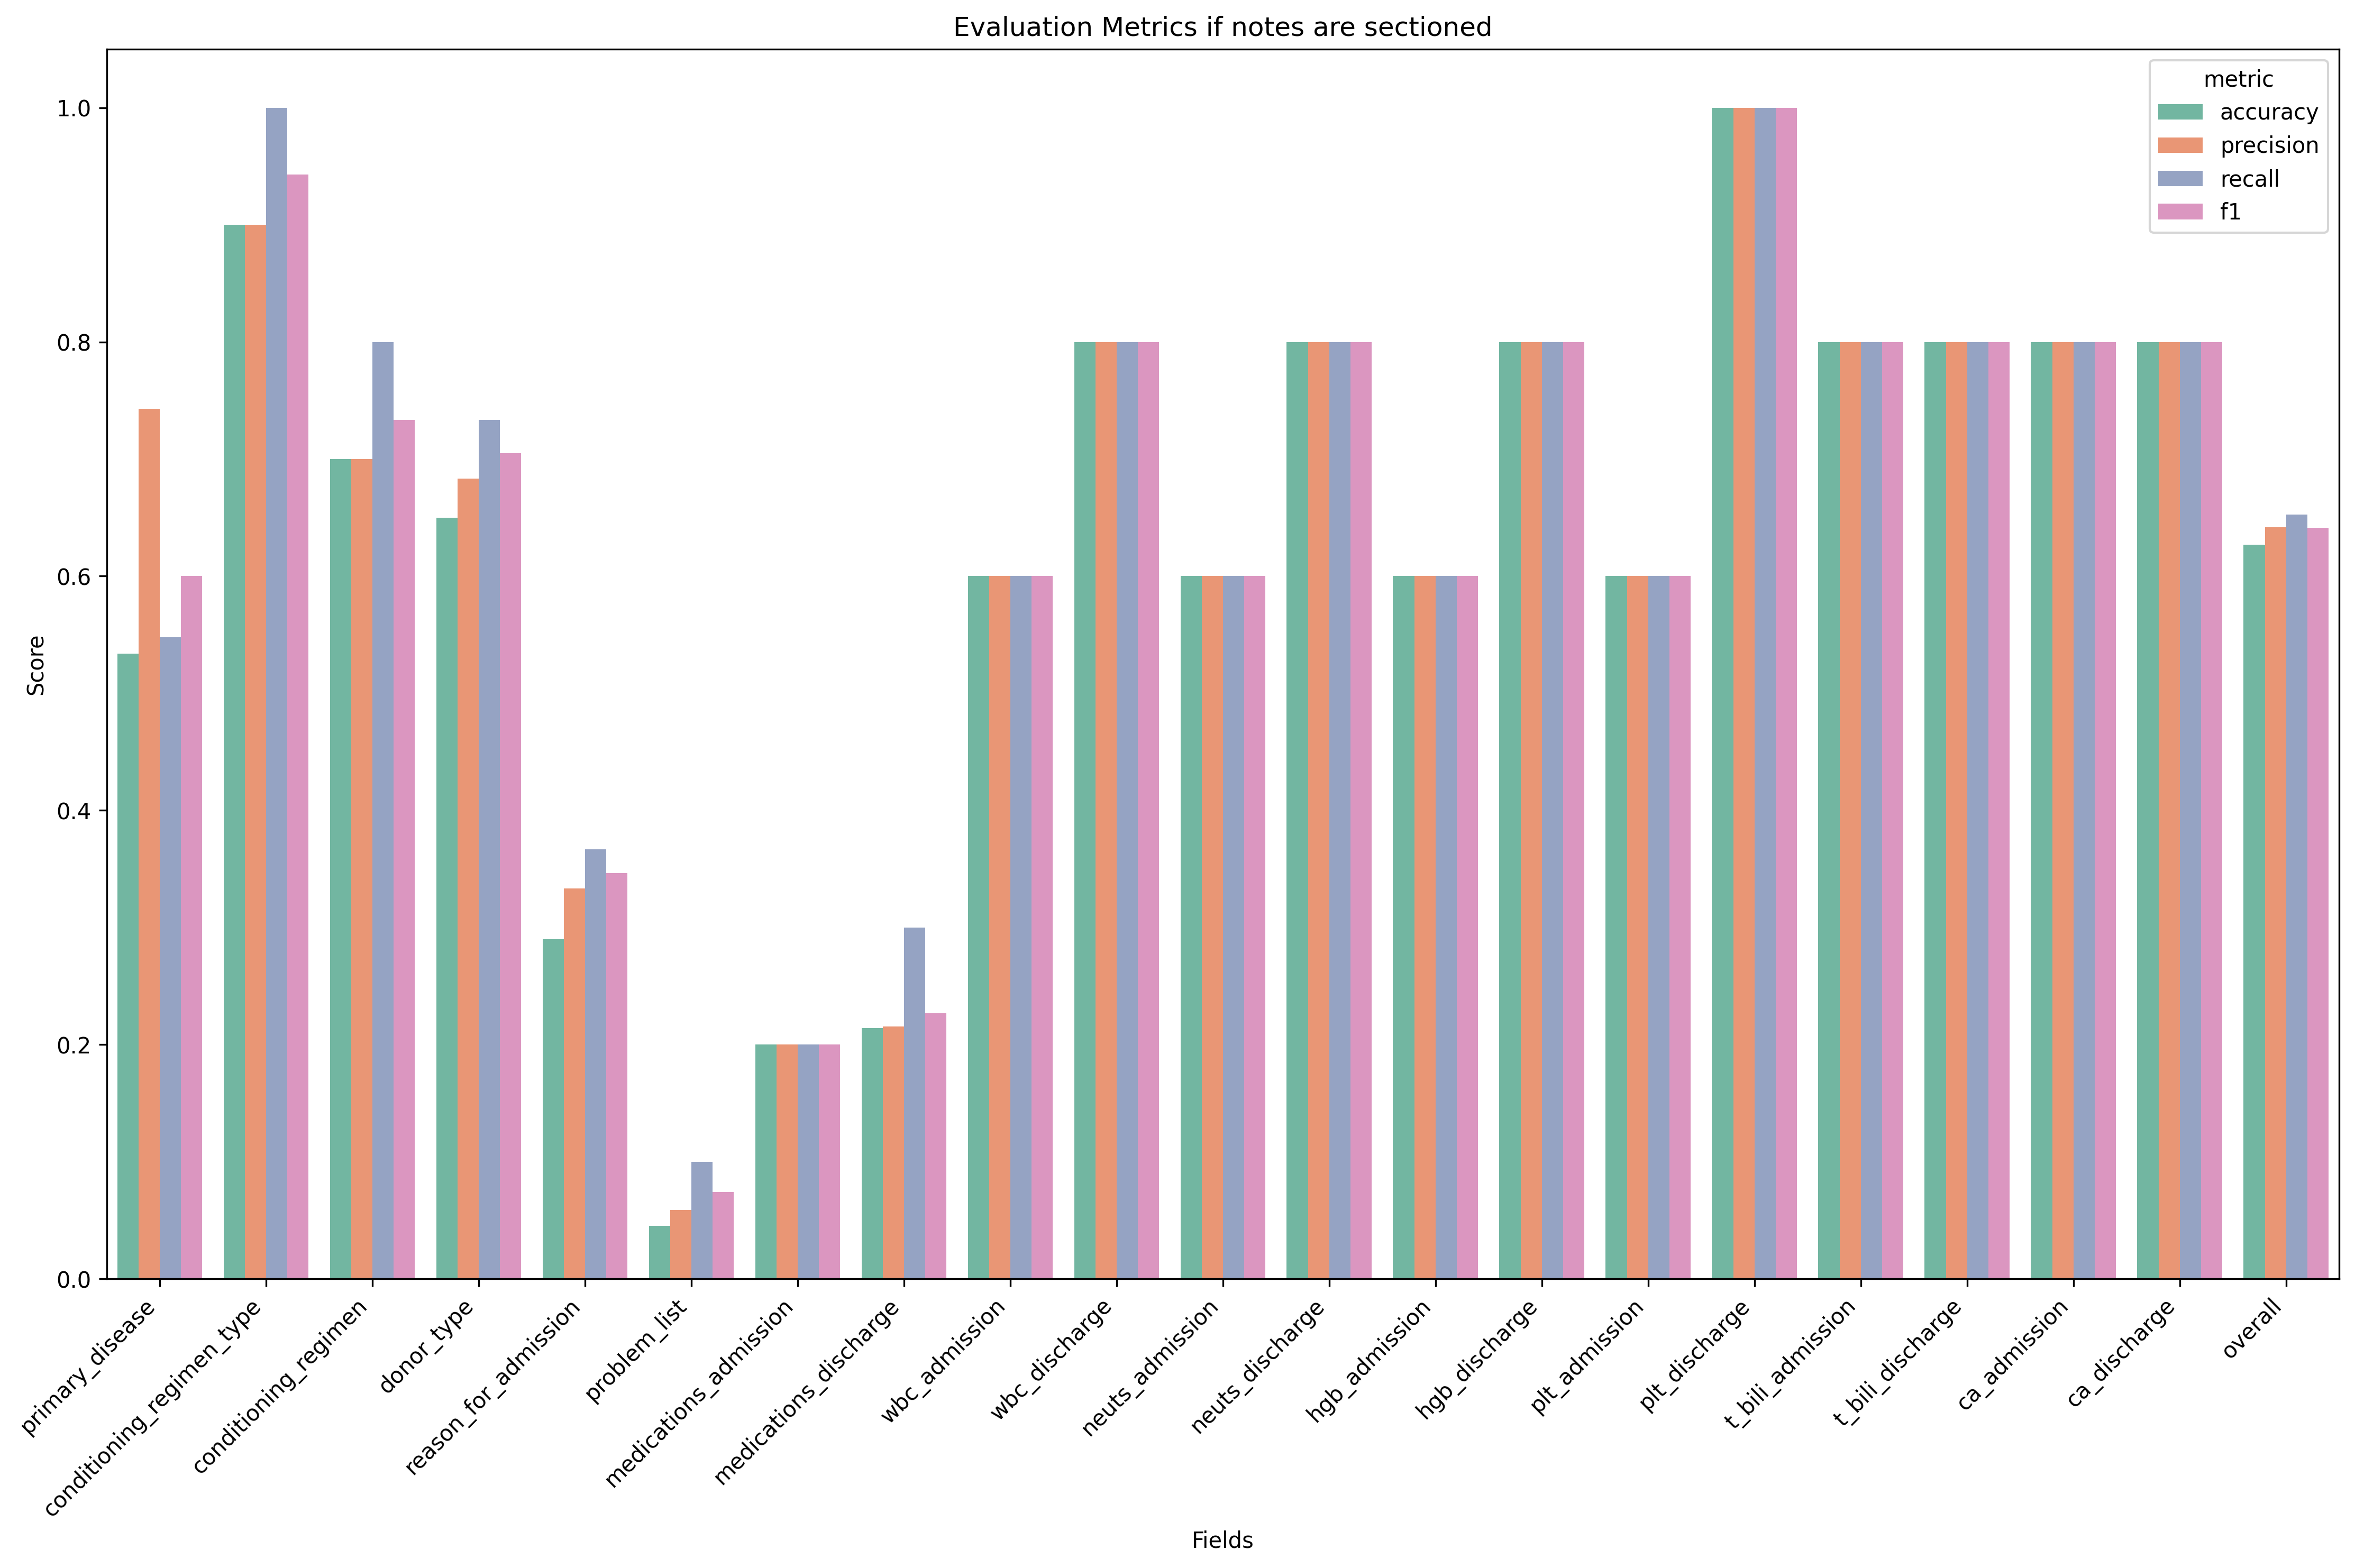 Evaluation Metrics if notes are sectioned
metric
accuracy
precision
recall
f1
Score
1.0
0.8
0.6
0.4
0.2
0.0
primary_disease
conditioning_regimen_type
conditioning_regimen
donor_type
reason_for_admission
problem_list
medications_admission
medications_discharge
wbc_admission
wbc_discharge
neuts_admission
neuts_discharge
hgb_admission
hgb_discharge
plt_admission
plt_discharge
t_bili_admission
t_bili_discharge
ca_admission
ca_discharge
overall
Fields